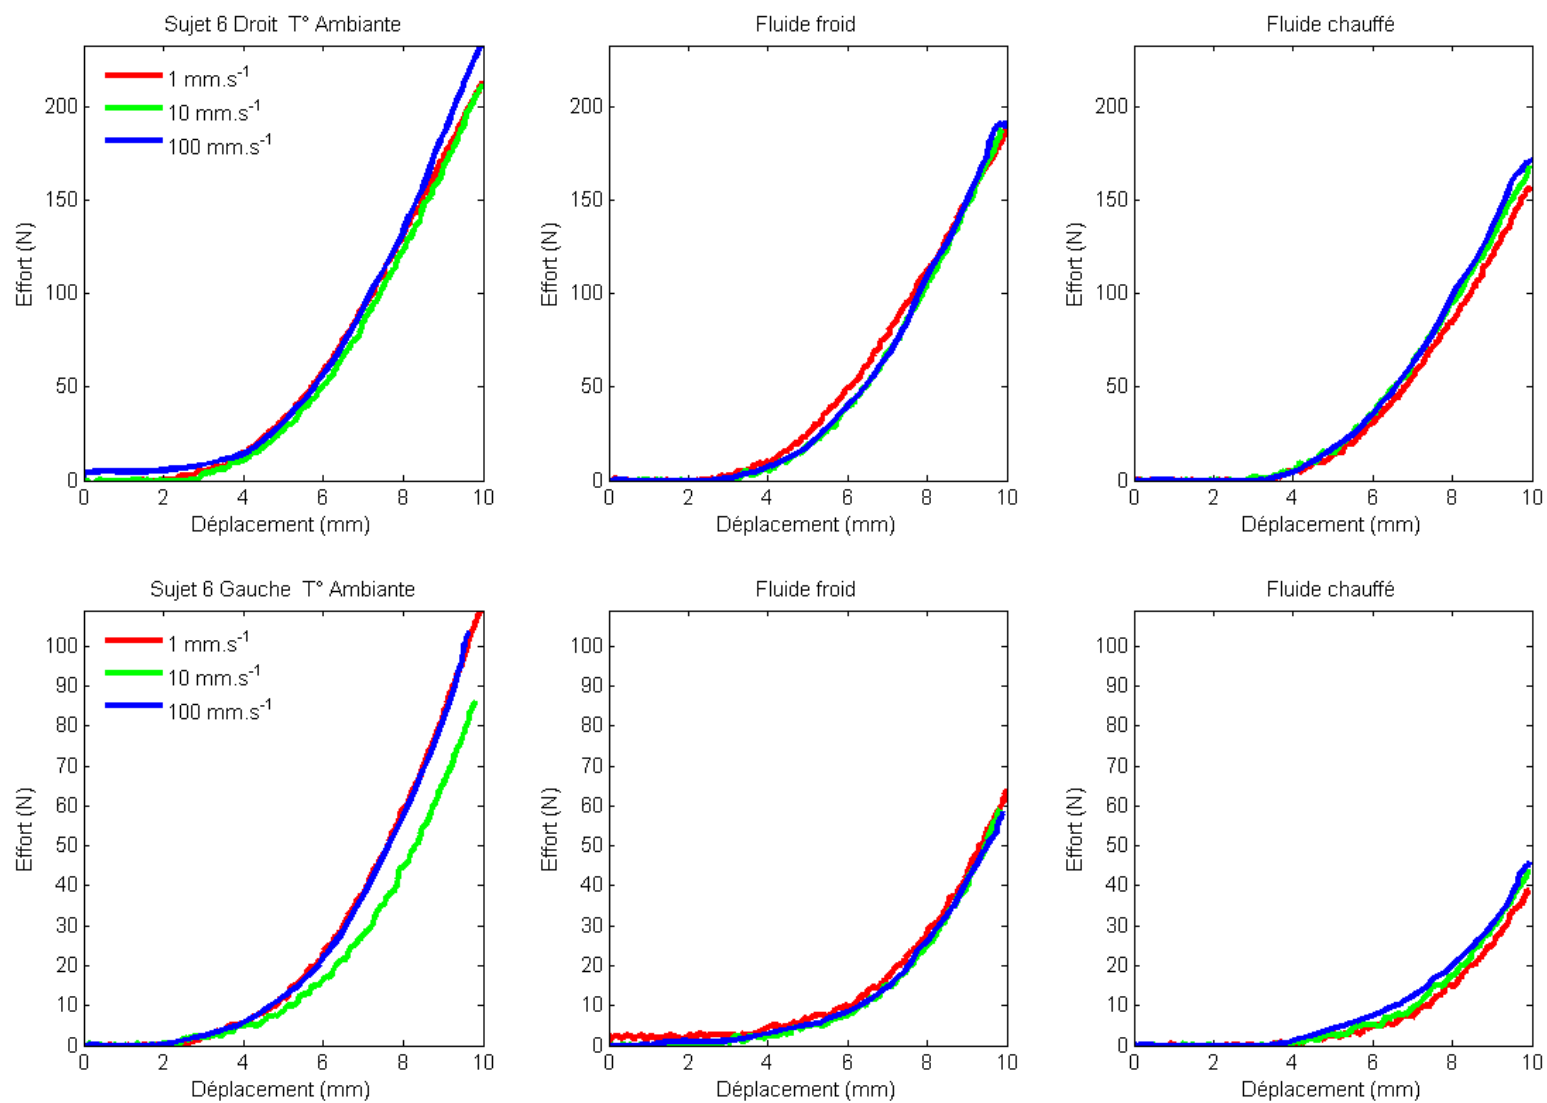 Sujet 6 Droit T° Ambiante
1 mm.s-1
10 mm.s-1
100 mm.s-1
200
150
100
50
0
0 2 4 6 8 10
Effort (N)
Déplacement (mm)
Fluide froid
200
150
100
50
0
0 2 4 6 8 10
Effort (N)
Déplacement (mm)
Fluide chauffé
200
150
100
50
0
0 2 4 6 8 10
Effort (N)
Déplacement (mm)
Sujet 6 Gauche T° Ambiante
1 mm.s-1
10 mm.s-1
100 mm.s-1
100
90
80
70
60
50
40
30
20
10
0
0 2 4 6 8 10
Effort (N)
Déplacement (mm)
Fluide froid
100
90
80
70
60
50
40
30
20
10
0
0 2 4 6 8 10
Effort (N)
Déplacement (mm)
Fluide chauffé
100
90
80
70
60
50
40
30
20
10
0
0 2 4 6 8 10
Effort (N)
Déplacement (mm)